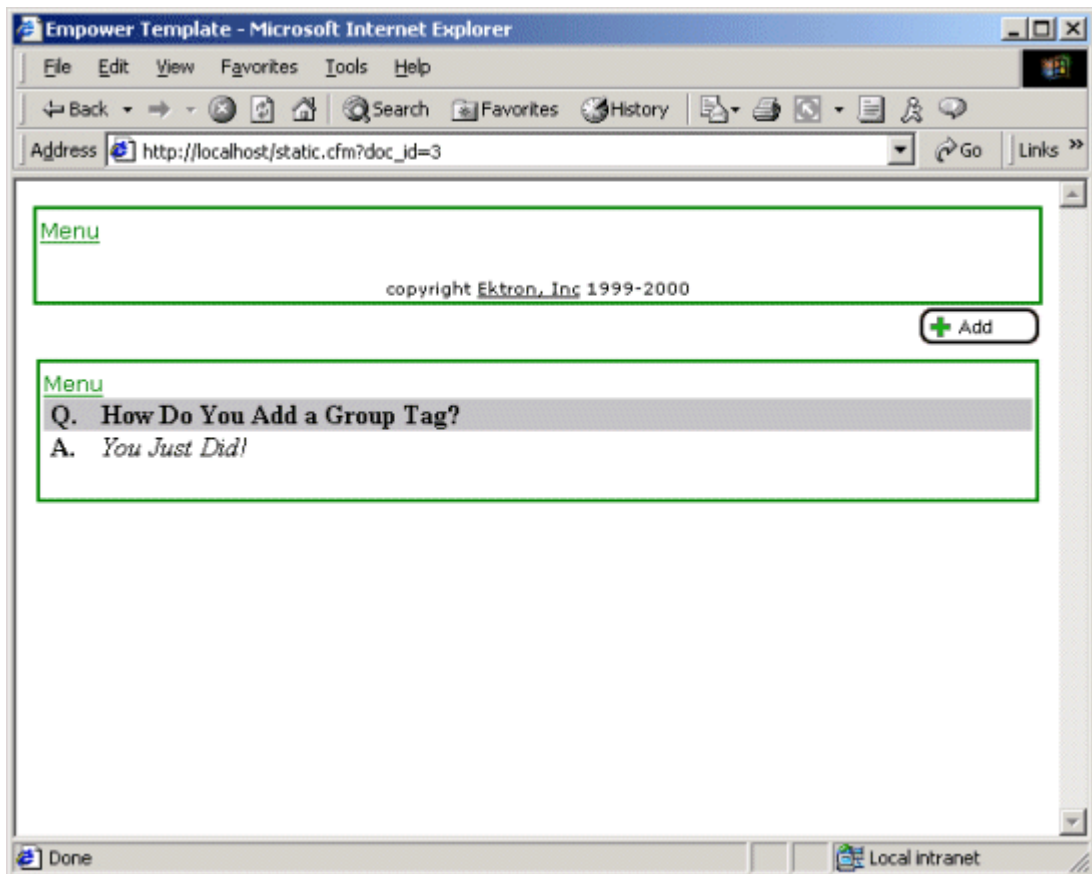 Empower Template - Microsoft Internet Explorer
File Edit View Favorites Tools Help
Back Search Favorites History
Address http://localhost/static.cfm?doc_id=3 Go Links »
Menu
copyright Ektron, Inc 1999-2000
Add
Menu
Q. How Do You Add a Group Tag?
A. You Just Did!
Done Local intranet